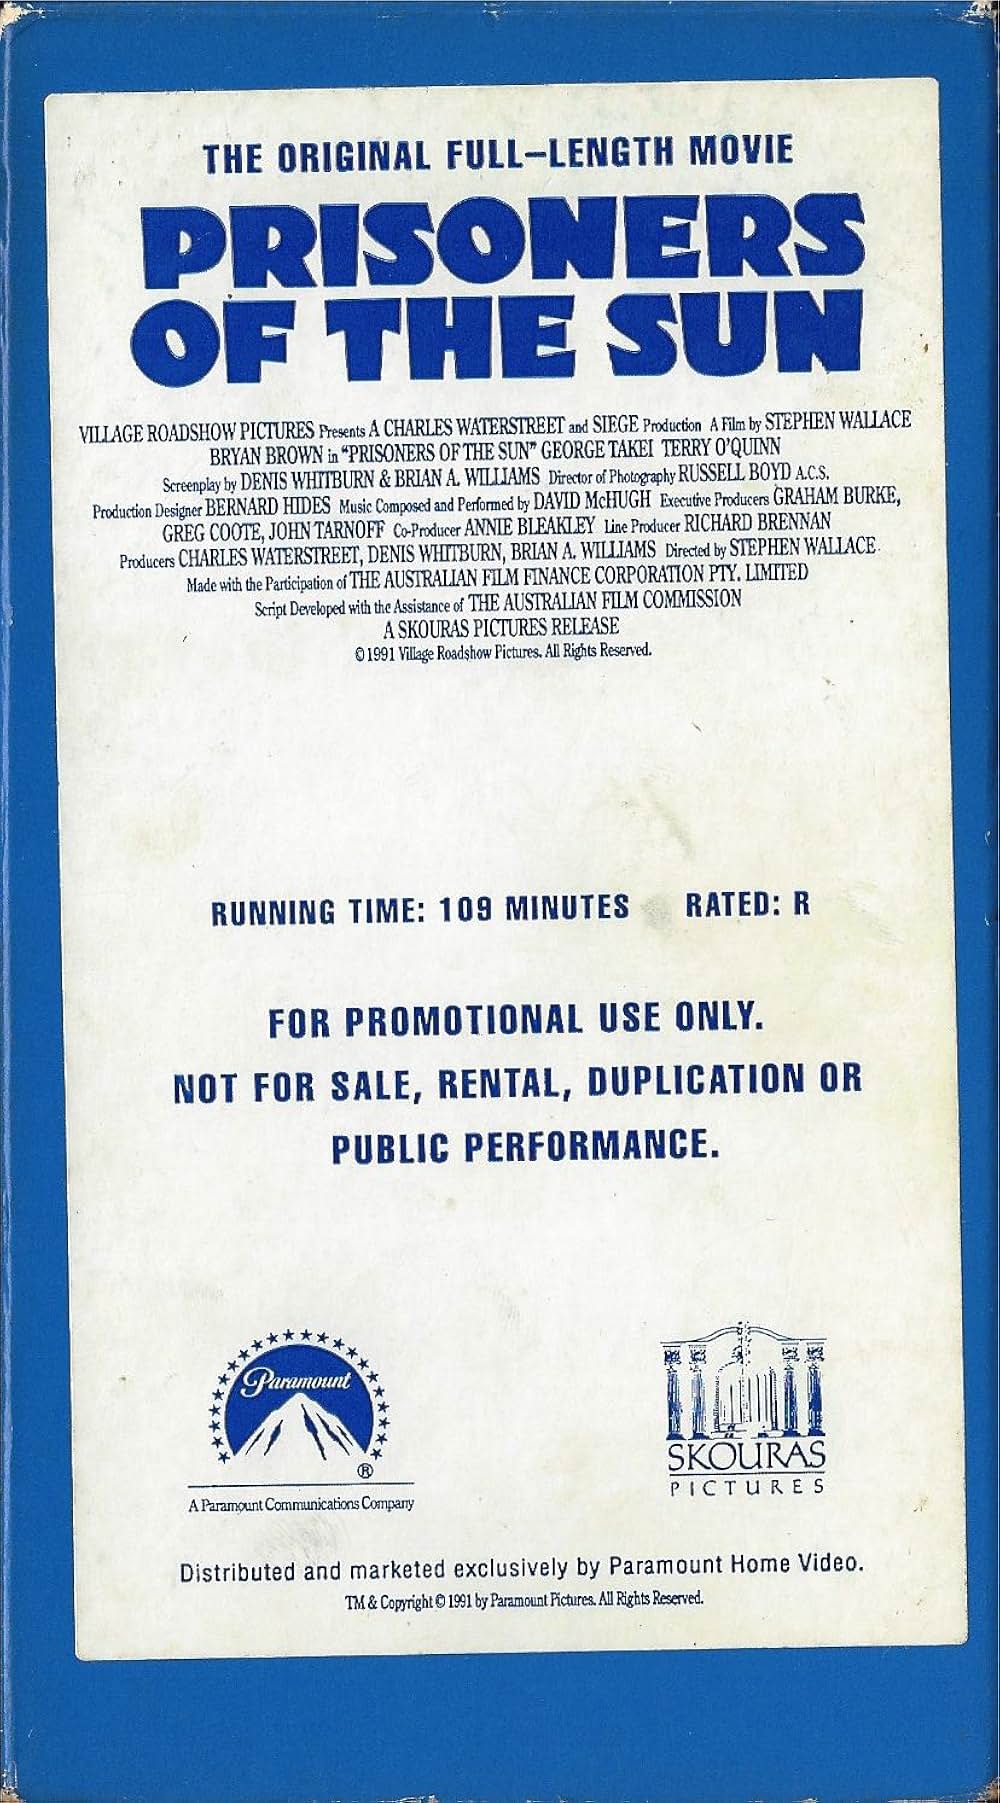 THE ORIGINAL FULL-LENGTH MOVIE
PRISONERS
OF THE SUN
VILLAGE ROADSHOW PICTURES Presents A CHARLES WATERSTREET and SIEGE Production A Film by STEPHEN WALLACE
BRYAN BROWN in "PRISONERS OF THE SUN" GEORGE TAKEI TERRY O'QUINN
Screenplay by DENIS WHITBURN & BRIAN A. WILLIAMS Director of Photography RUSSELL BOYD A.C.S.
Production Designer BERNARD HIDES Music Composed and Performed by DAVID McHUGH Executive Producers GRAHAM BURKE,
GREG COOTE, JOHN TARNOFF Co-Producer ANNIE BLEAKLEY Line Producer RICHARD BRENNAN
Producers CHARLES WATERSTREET, DENIS WHITBURN, BRIAN A. WILLIAMS Directed by STEPHEN WALLACE.
Made with the Participation of THE AUSTRALIAN FILM FINANCE CORPORATION PTY. LIMITED
Script Developed with the Assistance of THE AUSTRALIAN FILM COMMISSION
A SKOURAS PICTURES RELEASE
©1991 Village Roadshow Pictures. All Rights Reserved.
RUNNING TIME: 109 MINUTES RATED: R
FOR PROMOTIONAL USE ONLY.
NOT FOR SALE, RENTAL, DUPLICATION OR
PUBLIC PERFORMANCE.
Paramount
®
A Paramount Communications Company
SKOURAS
PICTURES
Distributed and marketed exclusively by Paramount Home Video.
TM & Copyright © 1991 by Paramount Pictures. All Rights Reserved.